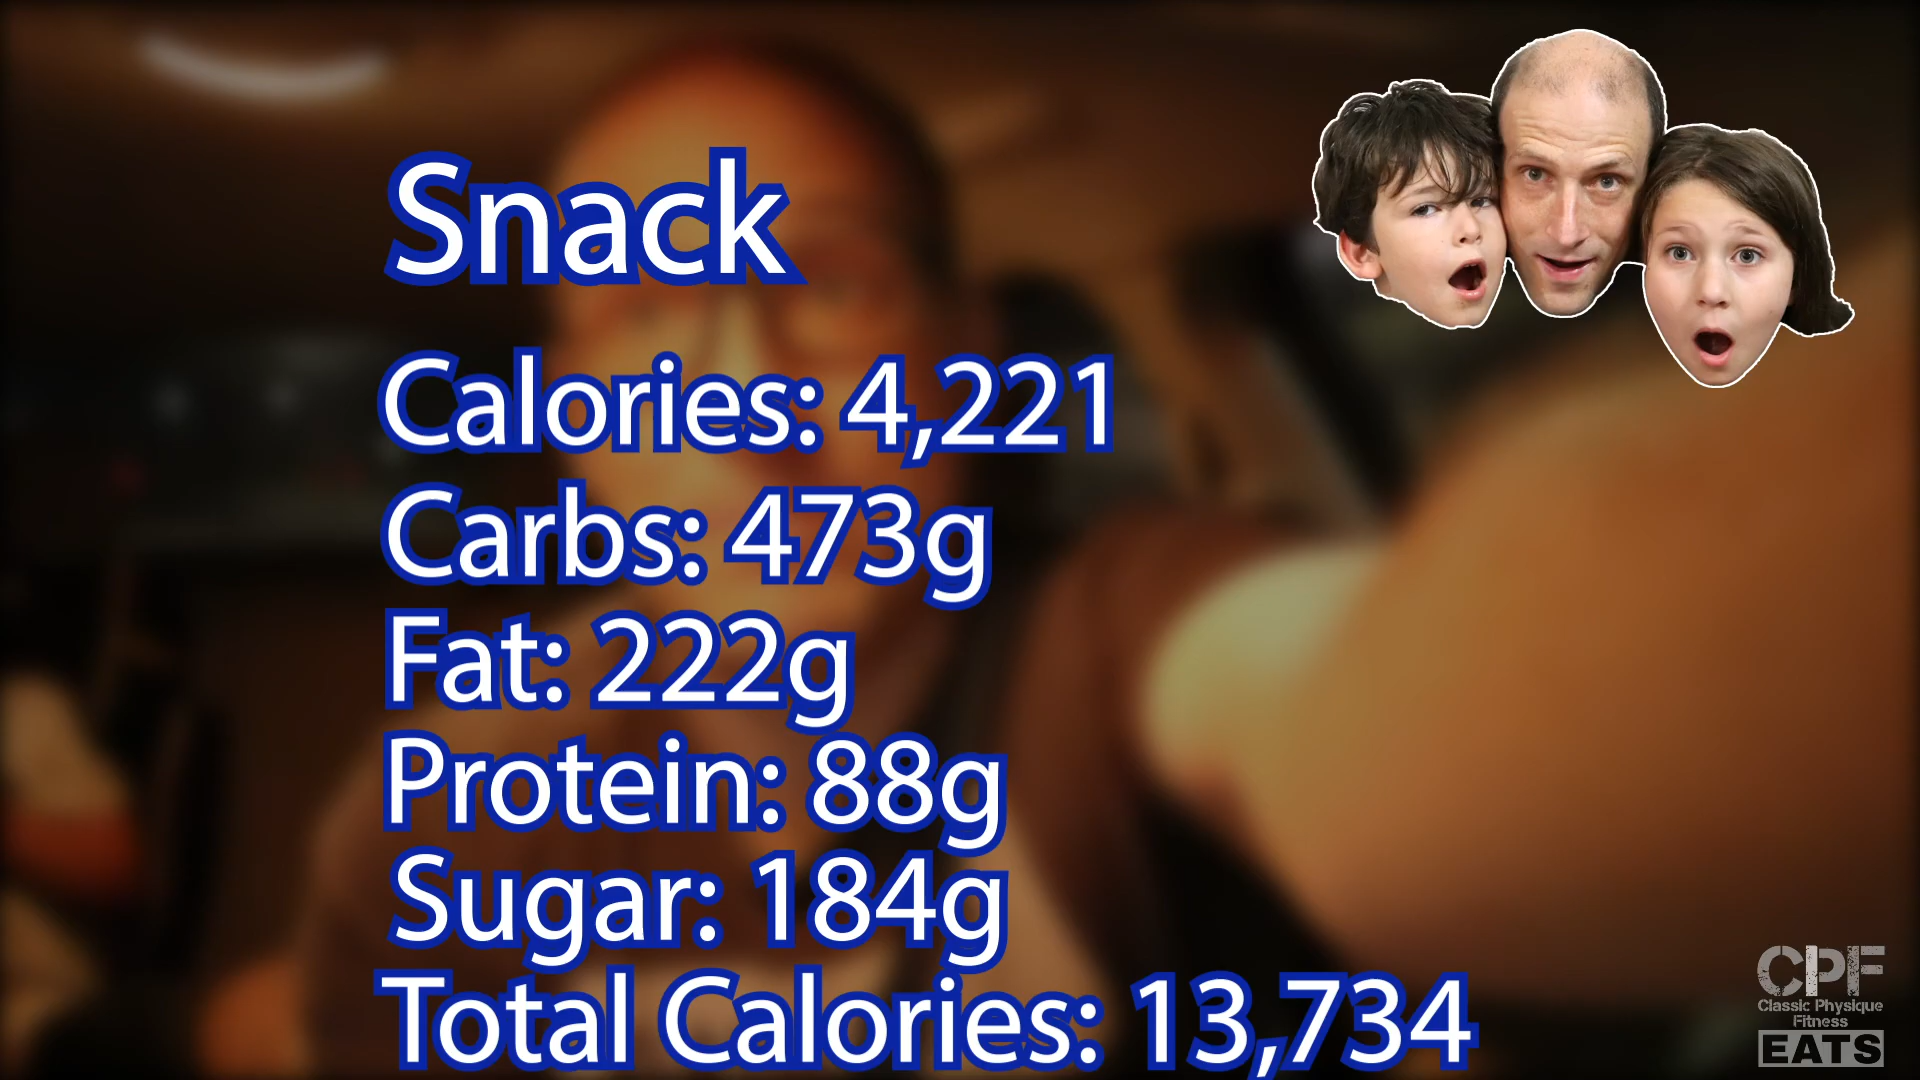 Snack
Calories: 4,221
Carbs: 473g
Fat: 222g
Protein: 88g
Sugar: 184g
Total Calories: 13,734
CPF
Classic Physique
Fitness
EATS